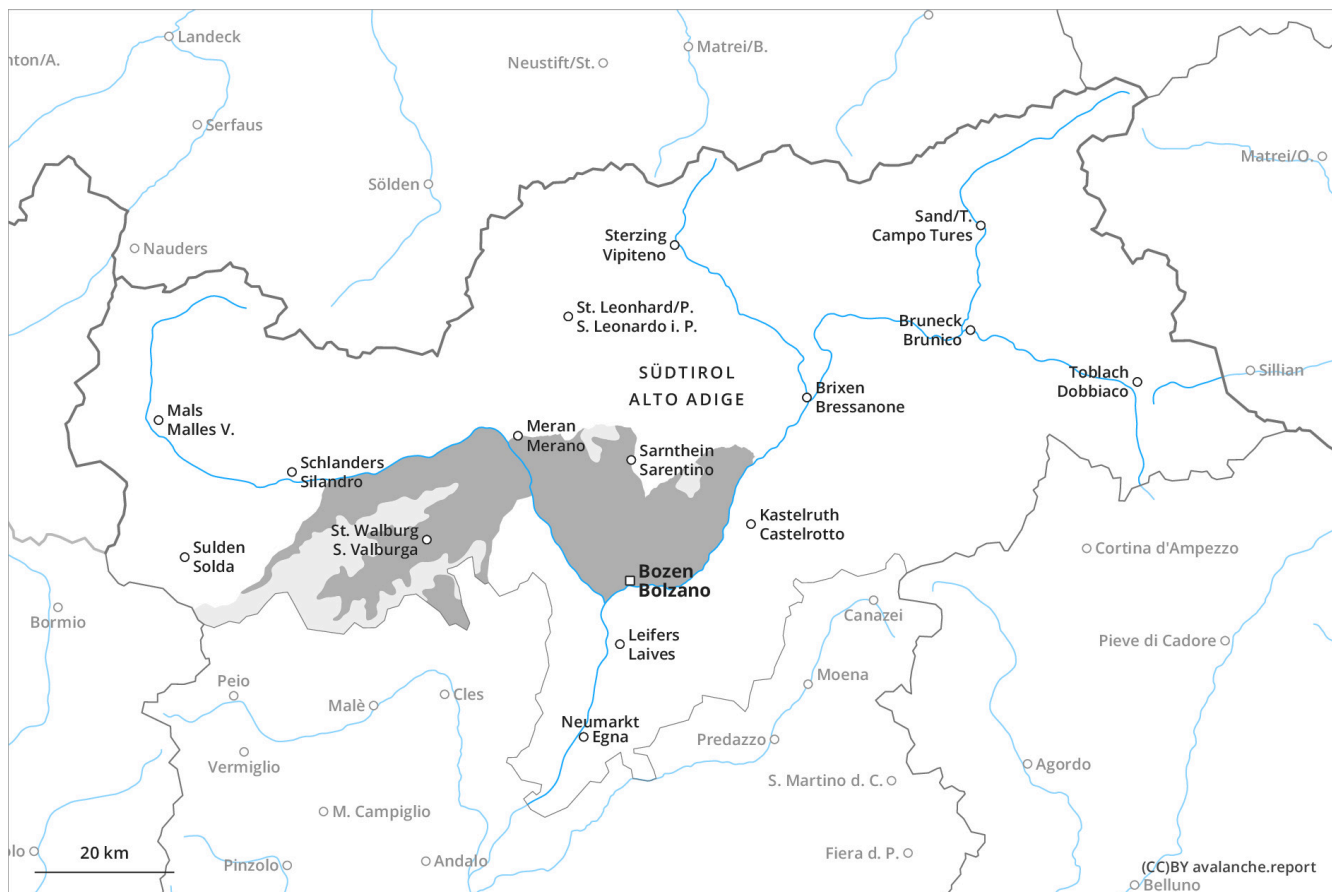 Landeck
Matrei/B.
nton/A.
Neustift/St.
Serfaus
Matrei/O.
Sölden
Sand/T.
Campo Tures
Sterzing
Vipiteno
Nauders
St. Leonhard/P.
S. Leonardo i. P.
Bruneck
Brunico
SÜDTIROL
ALTO ADIGE
Toblach
Dobbiaco
Sillian
Brixen
Bressanone
Mals
Malles V.
Meran
Merano
Sarnthein
Sarentino
Schlanders
Silandro
Kastelruth
Castelrotto
St. Walburg
S. Valburga
Sulden
Solda
Cortina d'Ampezzo
Bozen
Bolzano
Bormio
Canazei
Leifers
Laives
Pieve di Cadore
Peio
Moena
Malè
Cles
Neumarkt
Egna
Predazzo
Vermiglio
Agordo
S. Martino d. C.
M. Campiglio
olo
20 km
Pinzolo
Andalo
Fiera d. P.
(CC)BY avalanche.report
Belluno